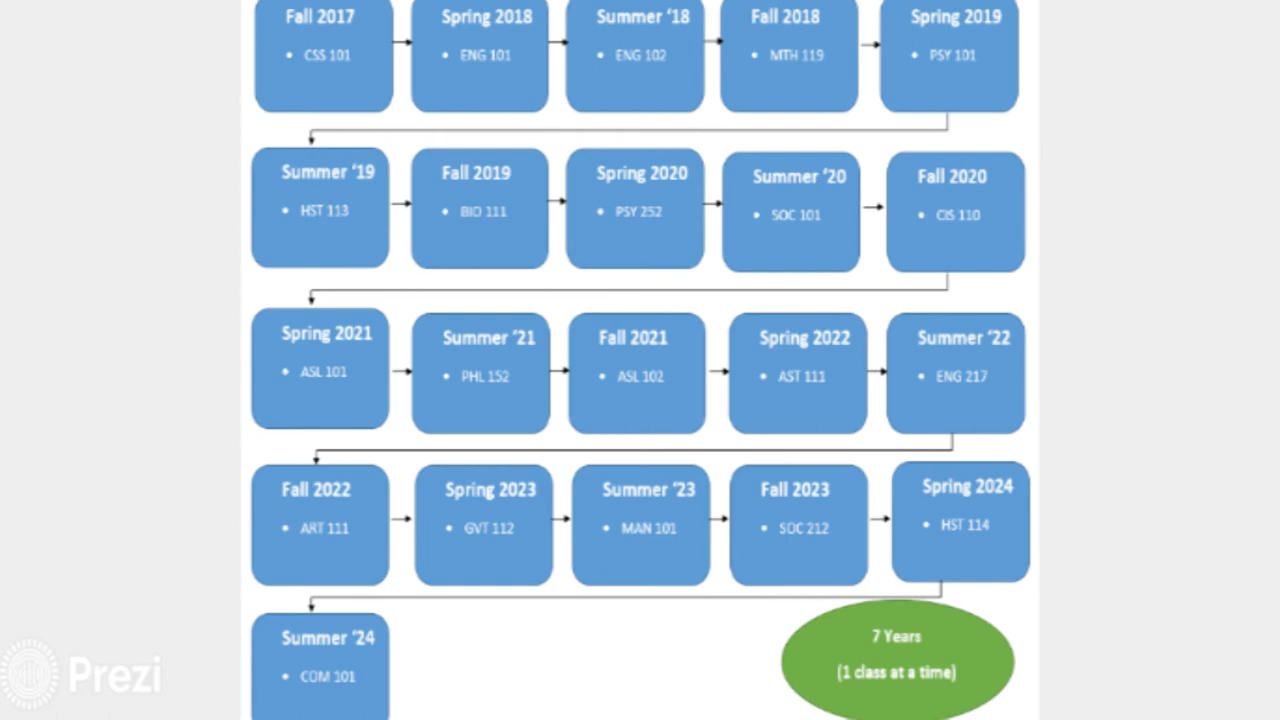 Fall 2017
• CSS 101
Spring 2018
• ENG 101
Summer ‘18
• ENG 102
Fall 2018
• MTH 119
Spring 2019
• PSY 101
Summer ‘19
• HST 113
Fall 2019
• BIO 111
Spring 2020
• PSY 252
Summer ‘20
• SOC 101
Fall 2020
• CIS 110
Spring 2021
• ASL 101
Summer ‘21
• PHL 152
Fall 2021
• ASL 102
Spring 2022
• AST 111
Summer ‘22
• ENG 217
Fall 2022
• ART 111
Spring 2023
• GVT 112
Summer ‘23
• MAN 101
Fall 2023
• SOC 212
Spring 2024
• HST 114
Summer ‘24
• COM 101
7 Years
(1 class at a time)
Prezi